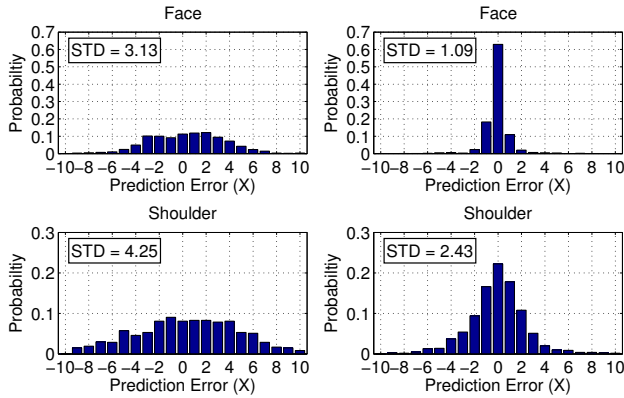 Face
STD = 3.13
0.7
0.6
0.5
0.4
0.3
0.2
0.1
0
Probabiltiy
−10 −8 −6 −4 −2 0 2 4 6 8 10
Prediction Error (X)
Face
STD = 1.09
0.7
0.6
0.5
0.4
0.3
0.2
0.1
0
Probabiltiy
−10 −8 −6 −4 −2 0 2 4 6 8 10
Prediction Error (X)
Shoulder
STD = 4.25
0.3
0.2
0.1
0
Probabiltiy
−10 −8 −6 −4 −2 0 2 4 6 8 10
Prediction Error (X)
Shoulder
STD = 2.43
0.3
0.2
0.1
0
Probabiltiy
−10 −8 −6 −4 −2 0 2 4 6 8 10
Prediction Error (X)